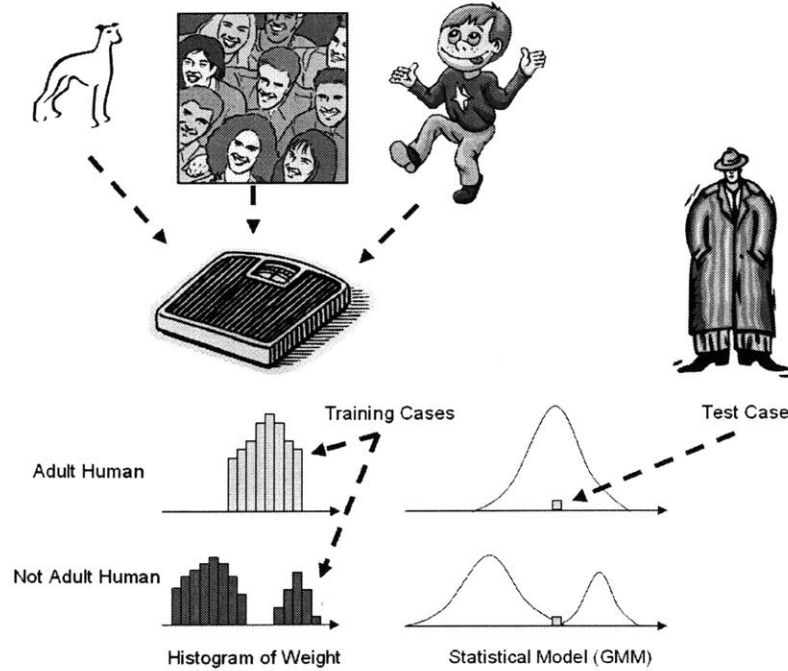 Training Cases
Test Case
Adult Human
Not Adult Human
Histogram of Weight
Statistical Model (GMM)